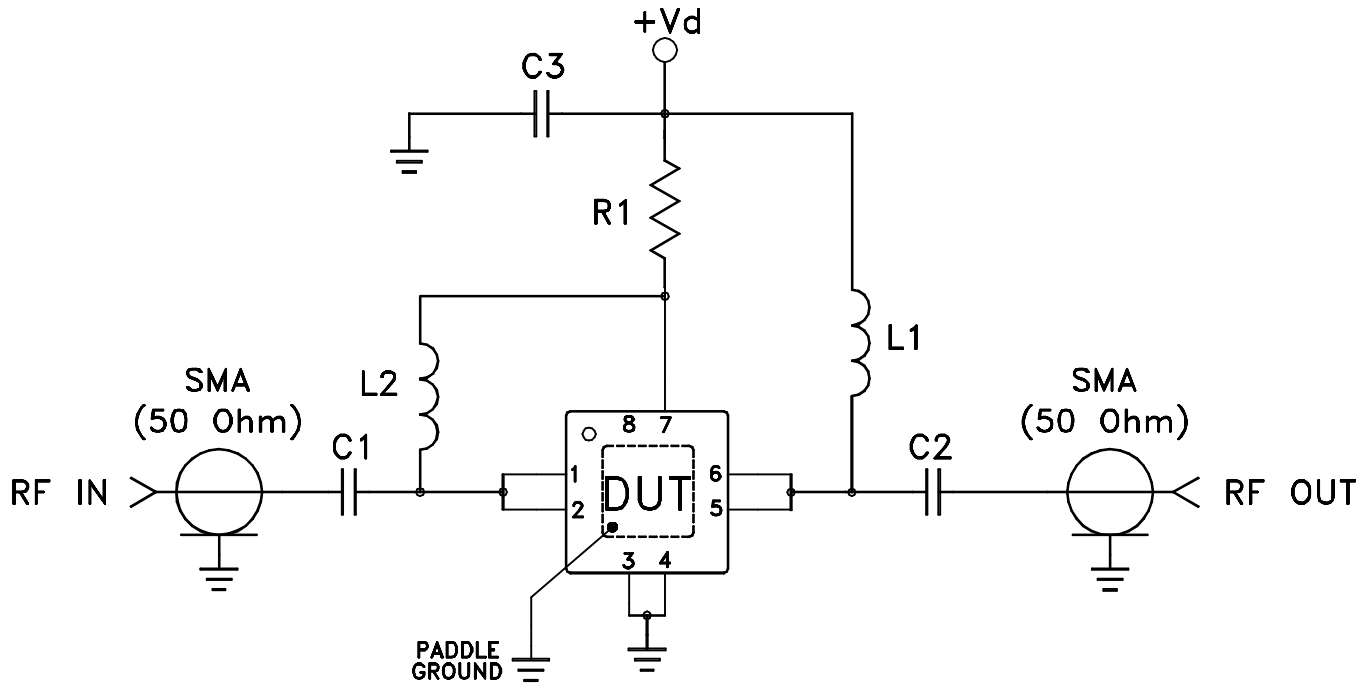 +Vd
C3
R1
L1
L2
SMA
(50 Ohm)
SMA
(50 Ohm)
C1
C2
8 7
1
6
RF IN
DUT
RF OUT
2
5
3 4
PADDLE
GROUND